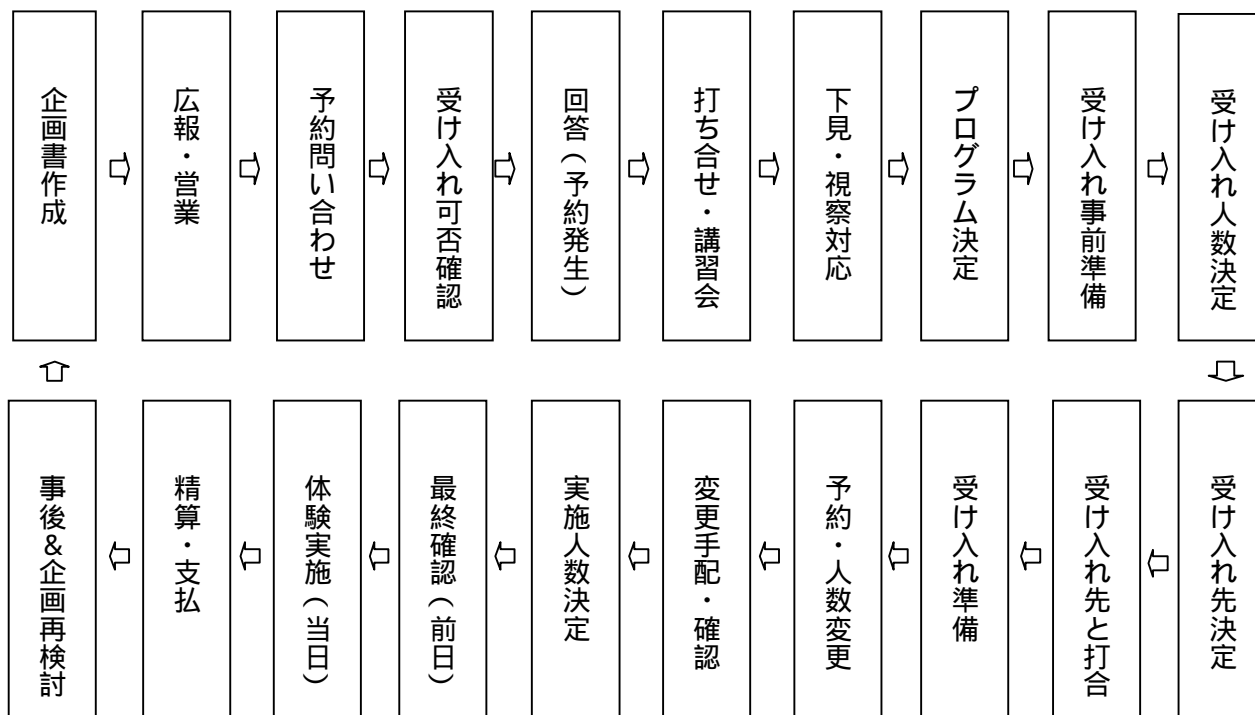 企画書作成
広報・営業
予約問い合わせ
受け入れ可否確認
回答(予約発生)
打ち合せ・講習会
下見・視察対応
プログラム決定
受け入れ事前準備
受け入れ人数決定
受け入れ先決定
受け入れ先と打合
受け入れ準備
予約・人数変更
変更手配・確認
実施人数決定
最終確認(前日)
体験実施(当日)
精算・支払
事後&企画再検討